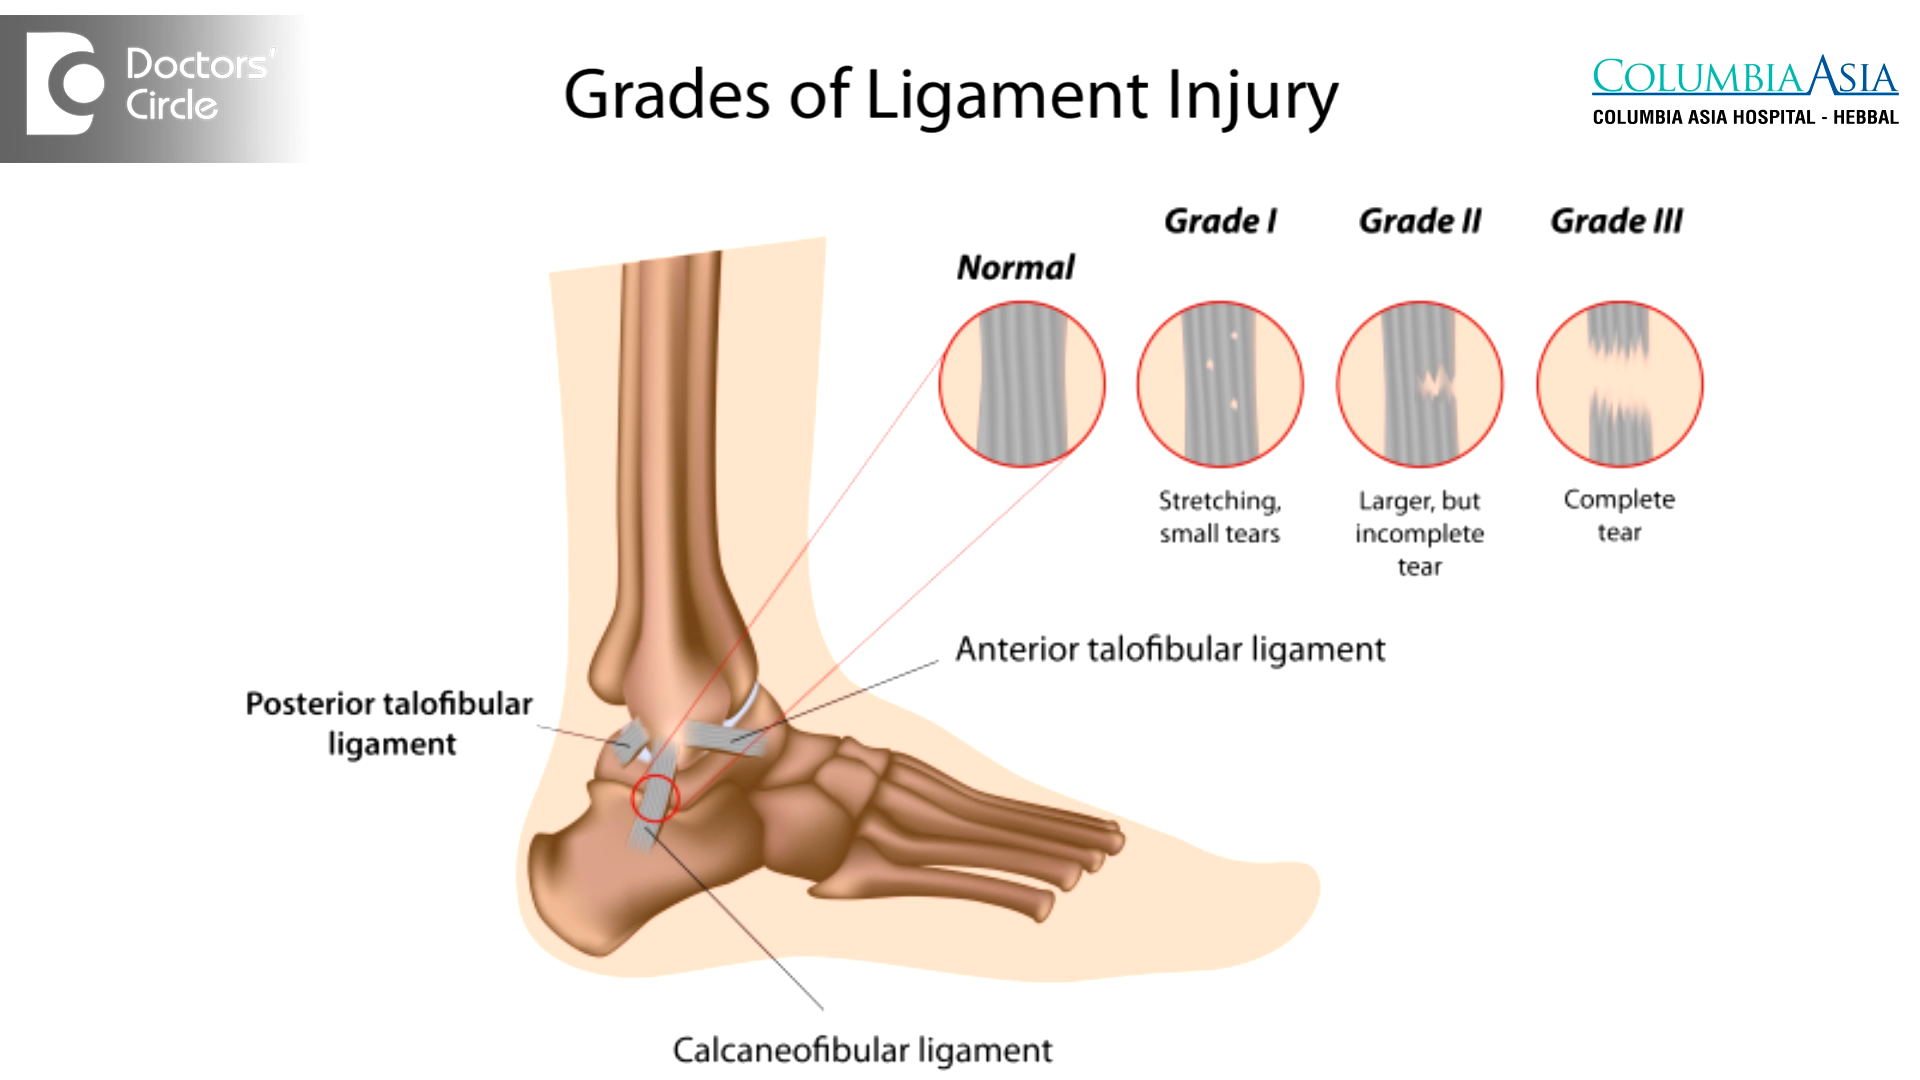 Doctors'
Circle
Grades of Ligament Injury
COLUMBIA ASIA
COLUMBIA ASIA HOSPITAL - HEBBAL
Normal
Grade I
Grade II
Grade III
Stretching,
small tears
Larger, but
incomplete
tear
Complete
tear
Anterior talofibular ligament
Posterior talofibular
ligament
Calcaneofibular ligament